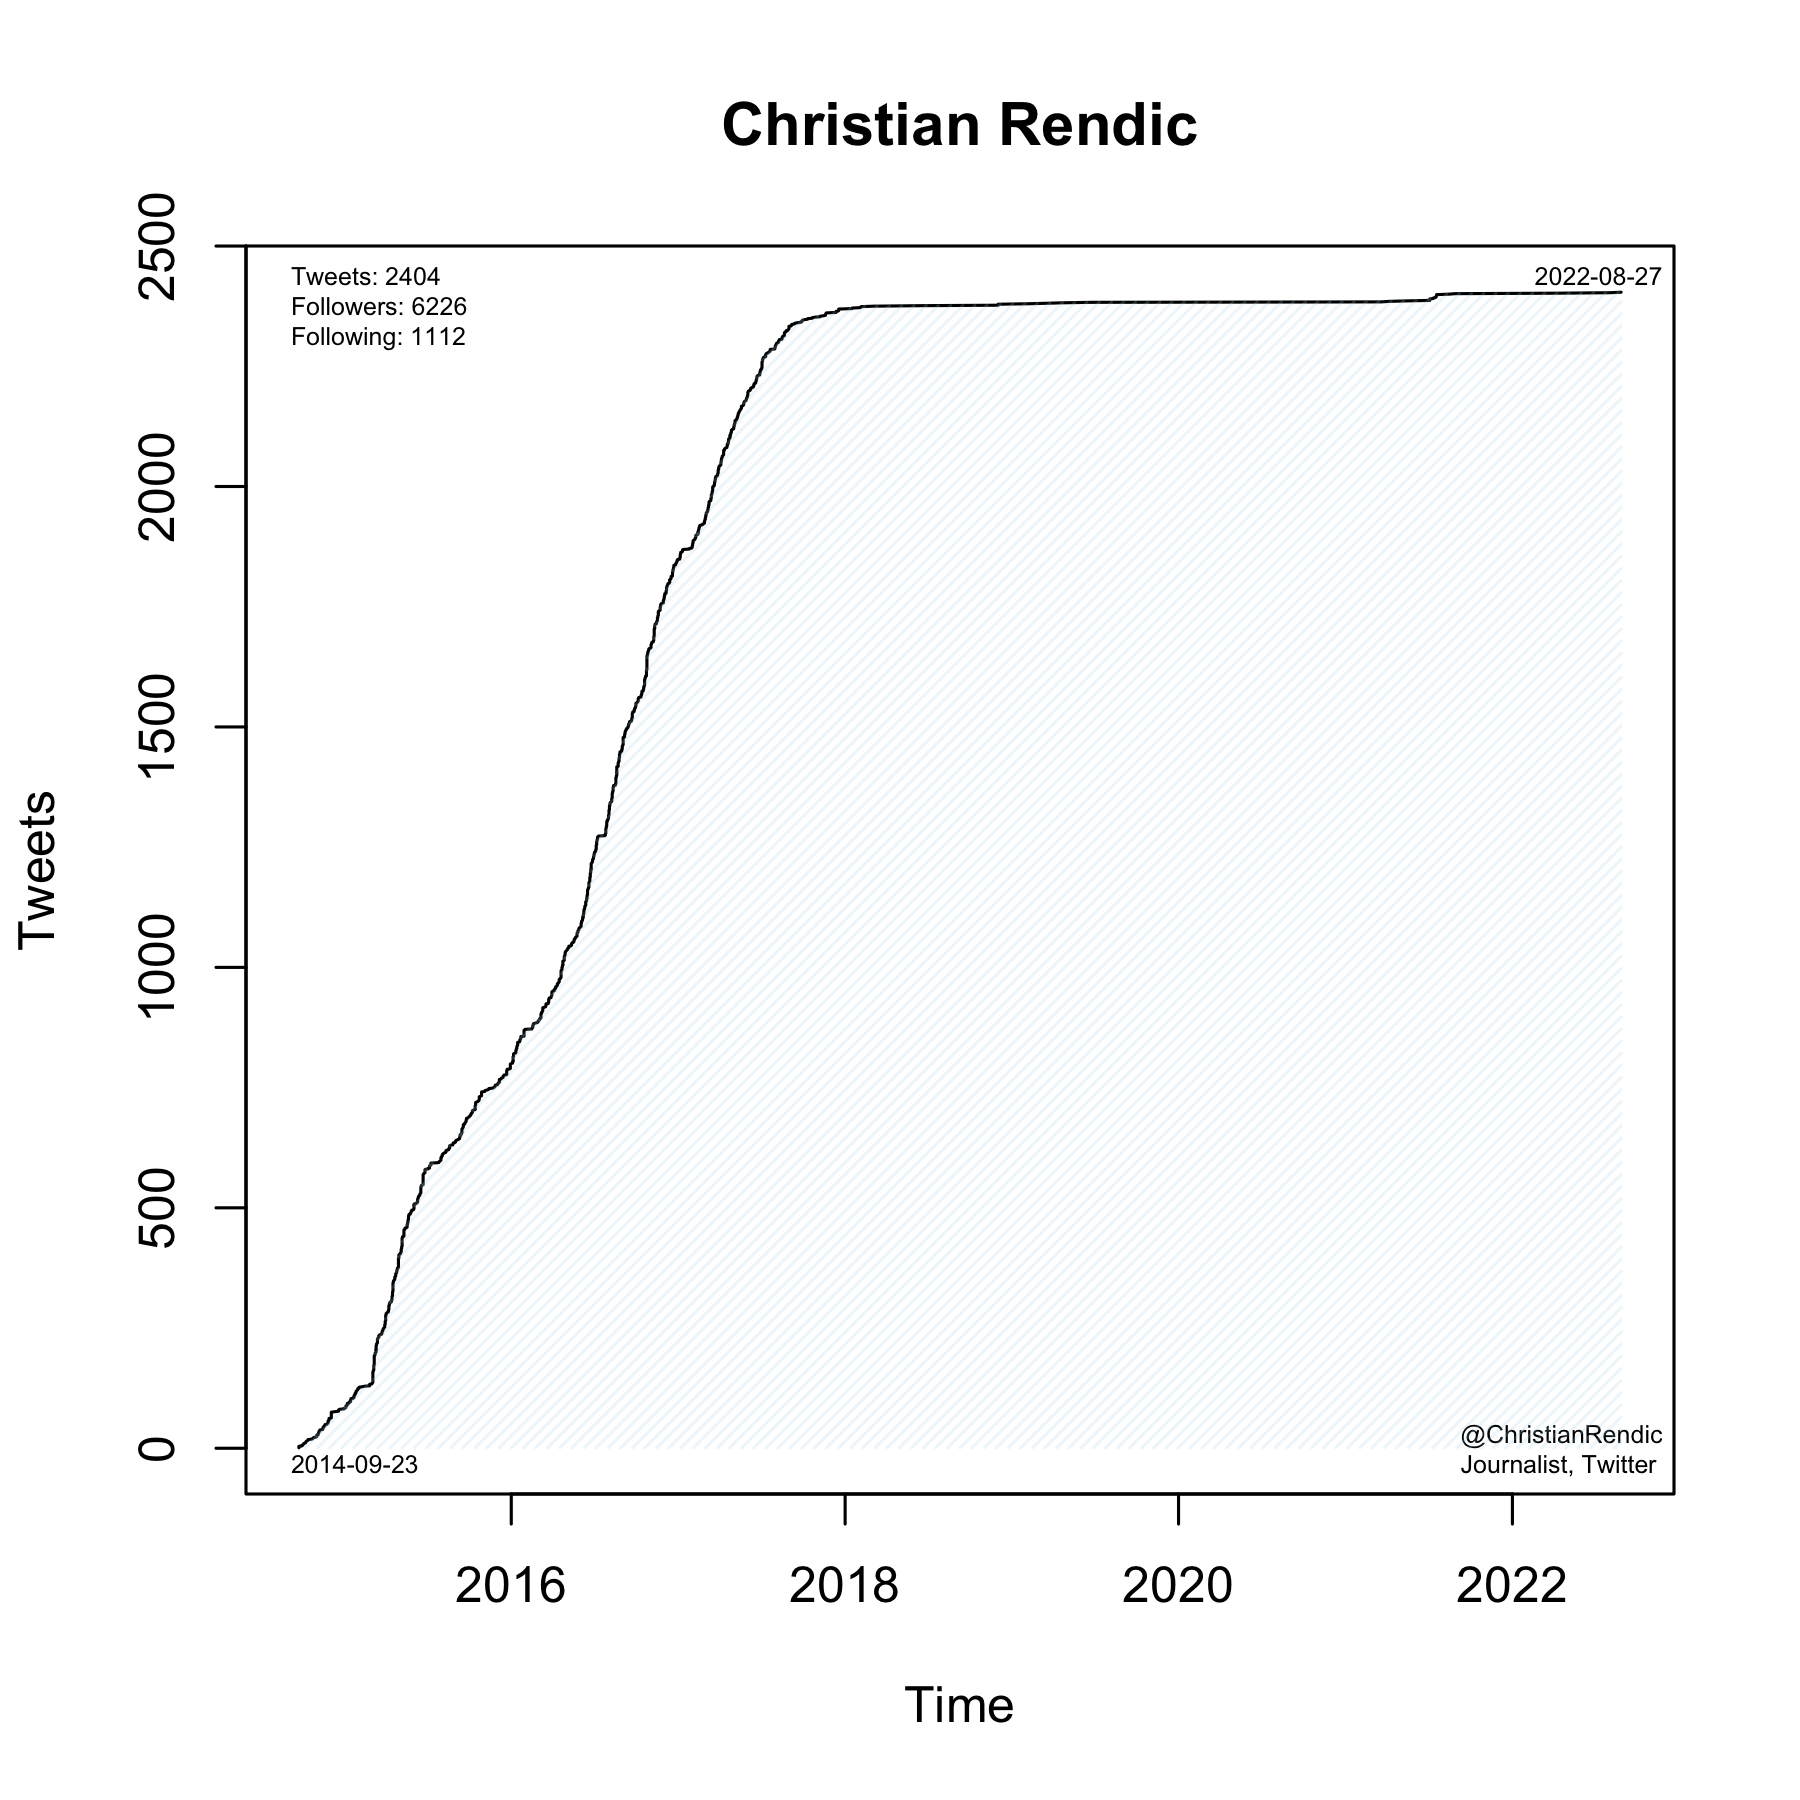 Christian Rendic
Tweets: 2404
Followers: 6226
Following: 1112
2022-08-27
2500
2000
1500
1000
500
0
Tweets
@ChristianRendic
Journalist, Twitter
2014-09-23
2016
2018
2020
2022
Time